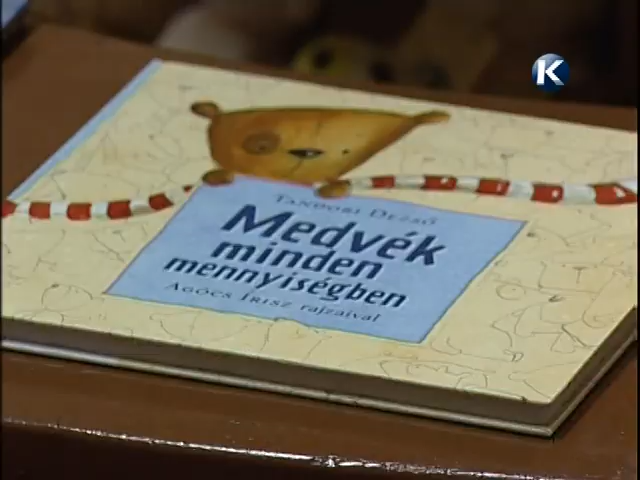 K
TANDORI DEZSŐ
Medvék
minden
mennyiségben
AGÓCS ÍRISZ rajzaival